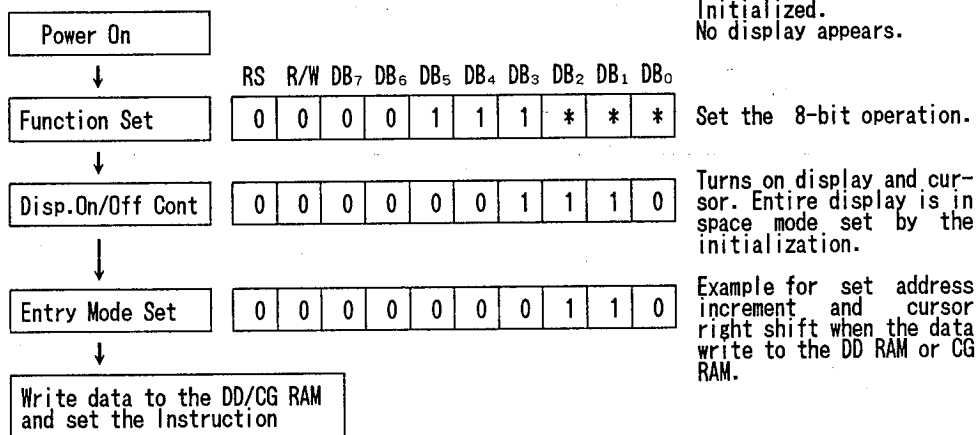 Initialized.
Power On
No display appears.
RS R/W DB₇ DB₆ DB₅ DB₄ DB₃ DB₂ DB₁ DB₀
Function Set 0 0 0 0 1 1 1 * * * Set the 8-bit operation.
Disp.On/Off Cont 0 0 0 0 0 0 1 1 1 0
Turns on display and cur-
sor. Entire display is in
space mode set by the
initialization.
Entry Mode Set 0 0 0 0 0 0 0 1 1 0
Example for set address
increment and cursor
right shift when the data
write to the DD RAM or CG
RAM.
Write data to the DD/CG RAM
and set the Instruction